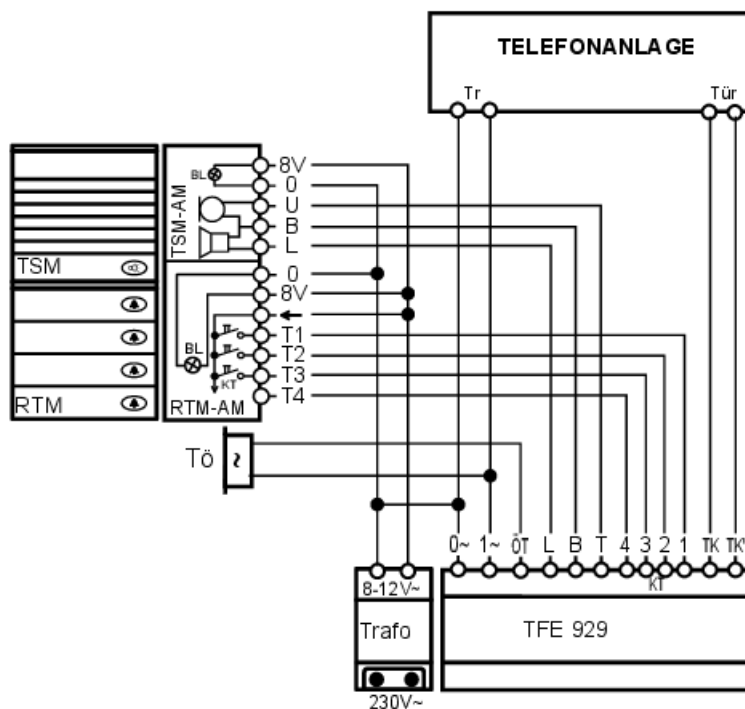 TELEFONANLAGE
Tr
Tür
TSM
RTM
TSM-AM
BL
8V
0
U
B
L
RTM-AM
BL
KT
0
8V
T1
T2
T3
T4
Tö
~
0~
1~
ÖT
L
B
T
4
3
2
1
TK
TK'
KT
8-12V~
Trafo
230V~
TFE 929